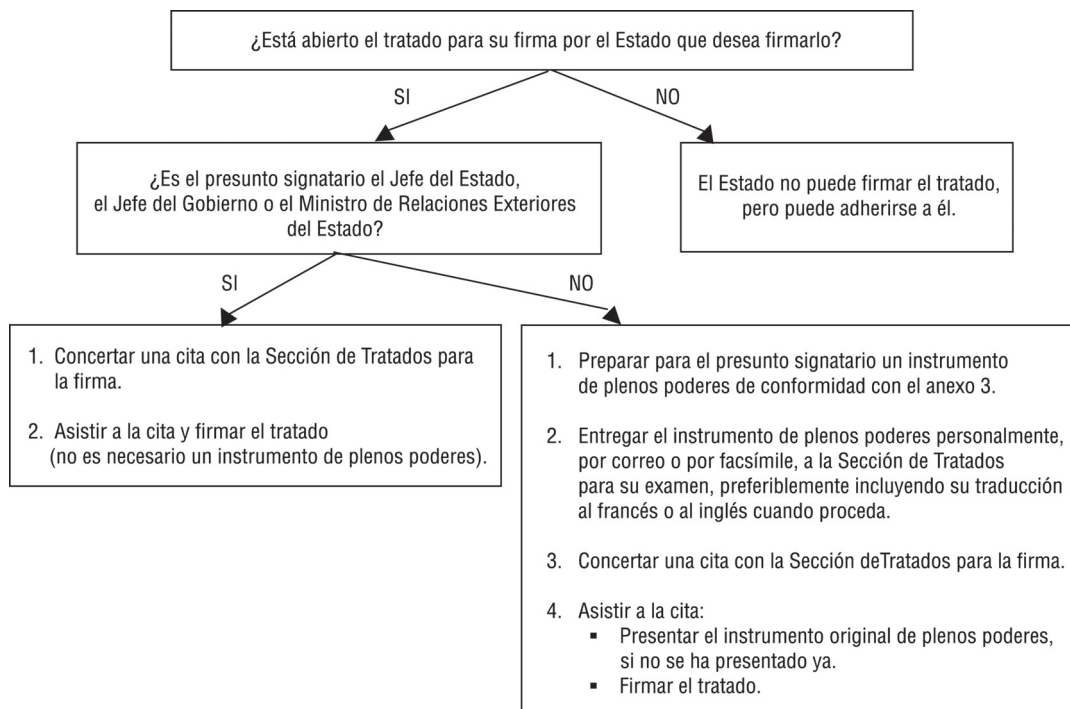 ¿Está abierto el tratado para su firma por el Estado que desea firmarlo?
SI
NO
¿Es el presunto signatario el Jefe del Estado,
el Jefe del Gobierno o el Ministro de Relaciones Exteriores
del Estado?
El Estado no puede firmar el tratado,
pero puede adherirse a él.
SI
NO
1. Concertar una cita con la Sección de Tratados para
la firma.
2. Asistir a la cita y firmar el tratado
(no es necesario un instrumento de plenos poderes).
1. Preparar para el presunto signatario un instrumento
de plenos poderes de conformidad con el anexo 3.
2. Entregar el instrumento de plenos poderes personalmente,
por correo o por facsímile, a la Sección de Tratados
para su examen, preferiblemente incluyendo su traducción
al francés o al inglés cuando proceda.
3. Concertar una cita con la Sección deTratados para la firma.
4. Asistir a la cita:
▪ Presentar el instrumento original de plenos poderes,
si no se ha presentado ya.
▪ Firmar el tratado.